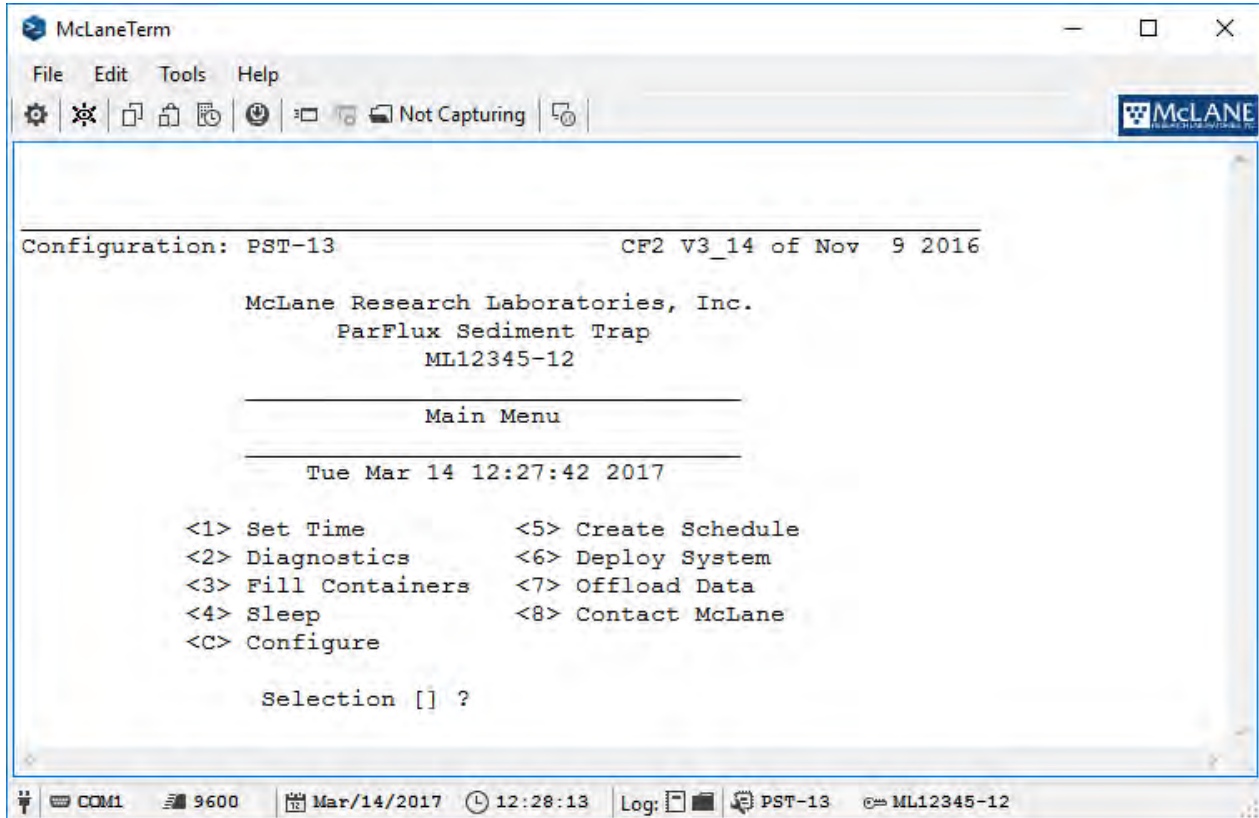 McLaneTerm
File Edit Tools Help
Not Capturing
McLANE
Configuration: PST-13 CF2 V3_14 of Nov 9 2016
McLane Research Laboratories, Inc.
ParFlux Sediment Trap
ML12345-12
Main Menu
Tue Mar 14 12:27:42 2017
<1> Set Time <5> Create Schedule
<2> Diagnostics <6> Deploy System
<3> Fill Containers <7> Offload Data
<4> Sleep <8> Contact McLane
<C> Configure
Selection [] ?
COM1 9600 Mar/14/2017 12:28:13 Log: PST-13 ML12345-12